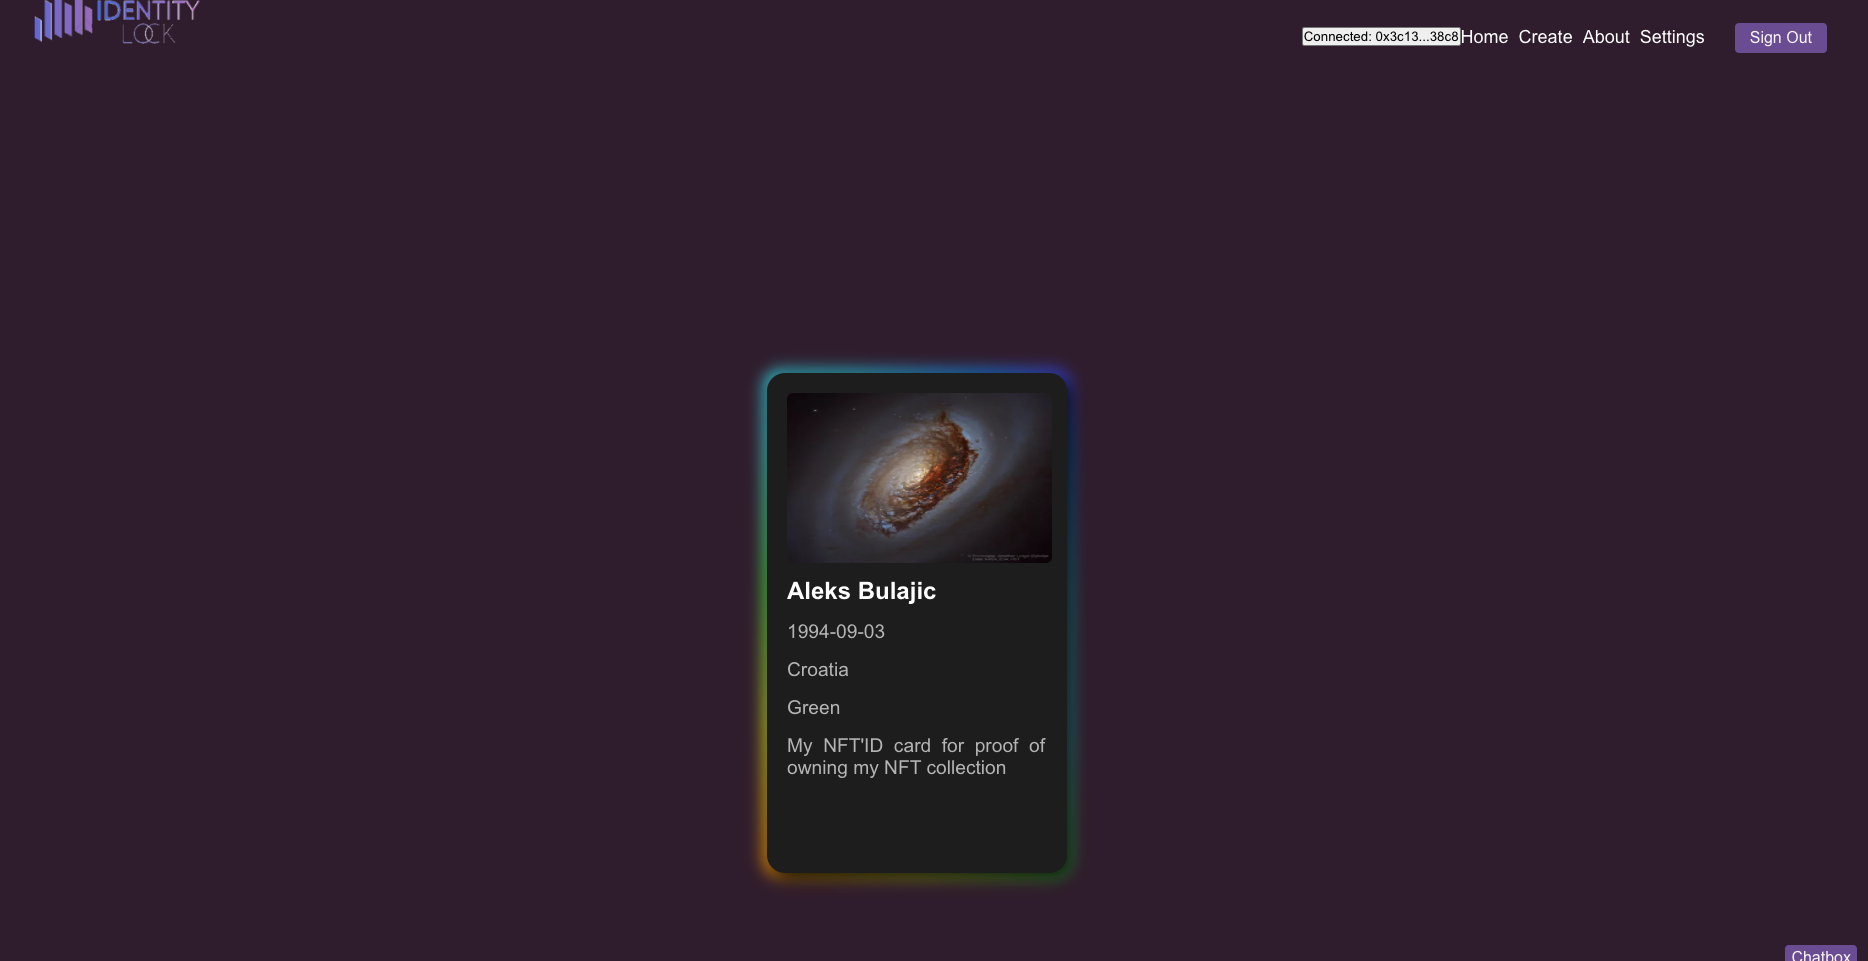 IDENTITY
LOCK
Connected: 0x3c13...38c8 Home Create About Settings Sign Out
Aleks Bulajic
1994-09-03
Croatia
Green
My NFT'ID card for proof of
owning my NFT collection
Chatbox